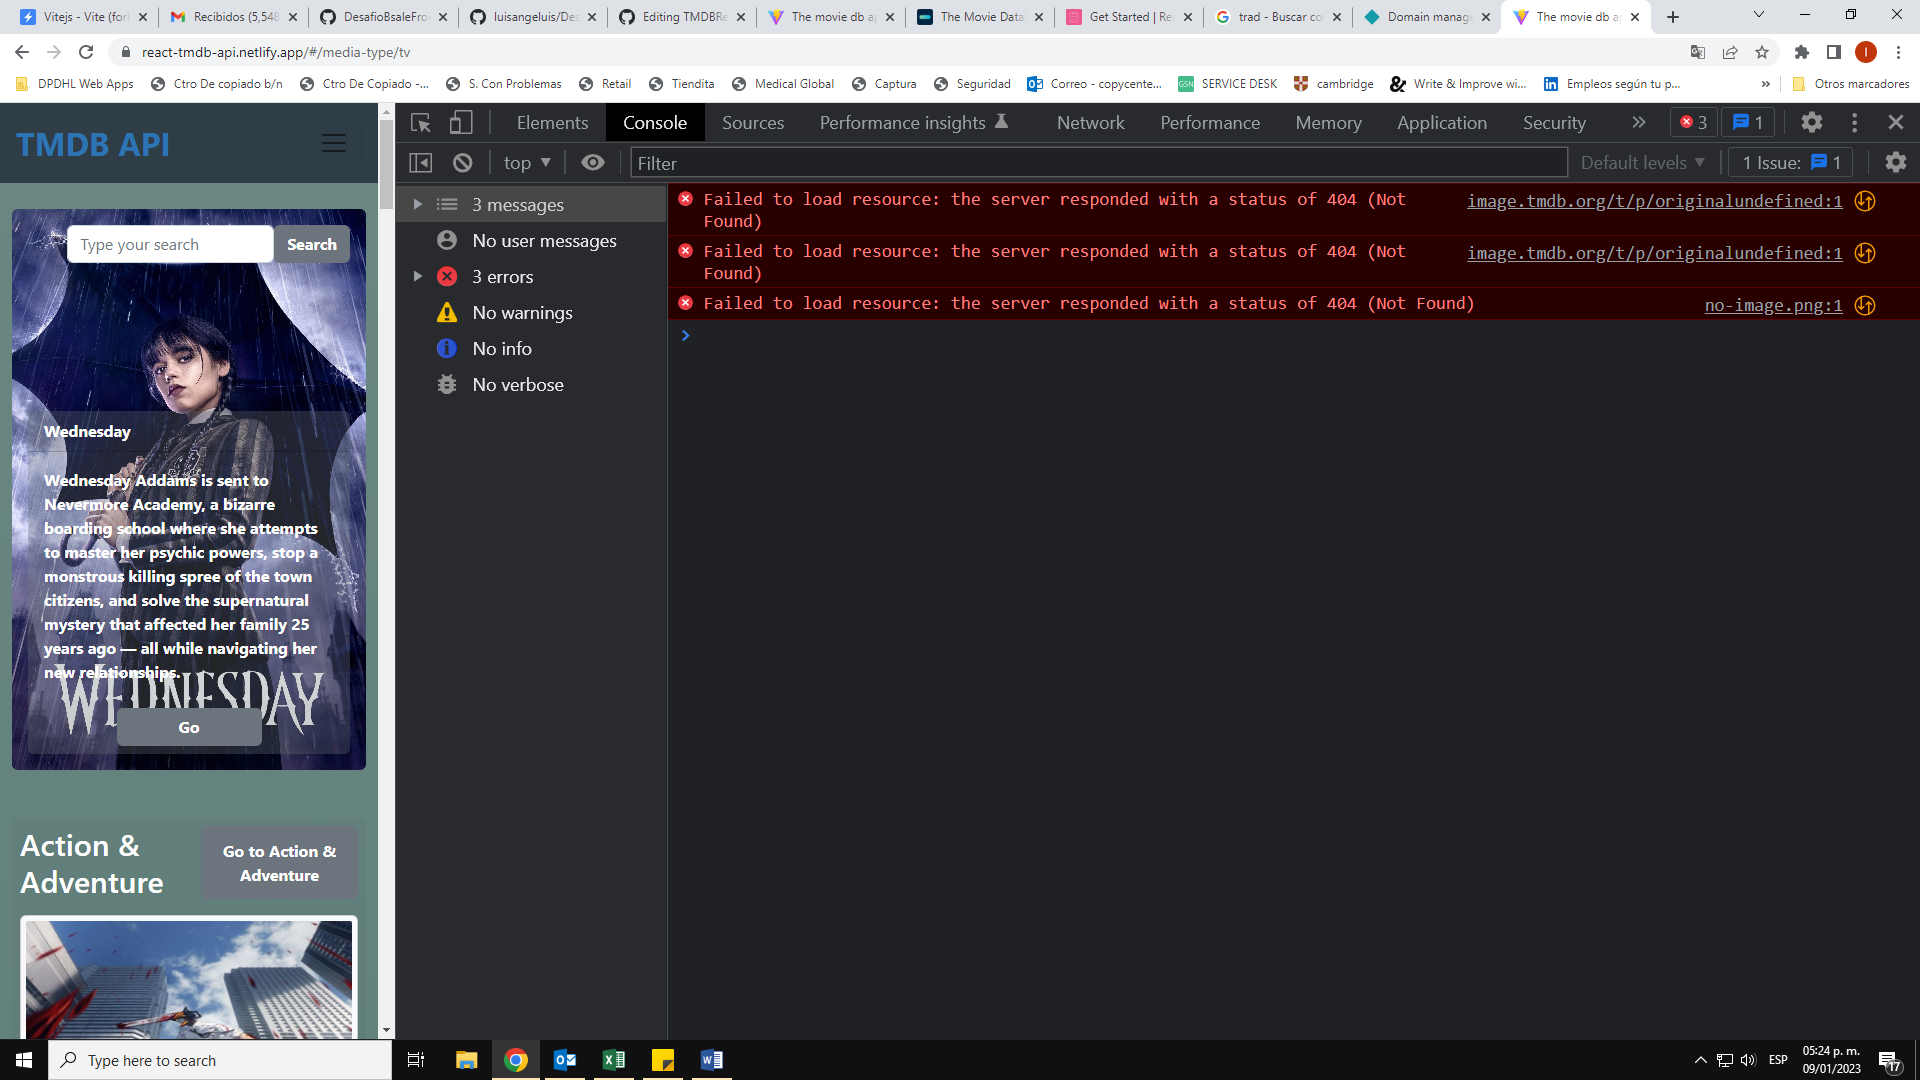 Vitejs - Vite (for
Recibidos (5,548
DesafioBsaleFro
luisangeluis/Des
Editing TMDBRe
The movie db a
The Movie Data
Get Started | Re
trad - Buscar co
Domain manag
The movie db a
react-tmdb-api.netlify.app/#/media-type/tv
I
DPDHL Web Apps
Ctro De copiado b/n
Ctro De Copiado -...
S. Con Problemas
Retail
Tiendita
Medical Global
Captura
Seguridad
Correo - copycente...
GSN
SERVICE DESK
cambridge
Write & Improve wi...
Empleos según tu p...
»
Otros marcadores
TMDB API
Type your search
Search
Wednesday
Wednesday Addams is sent to
Nevermore Academy, a bizarre
boarding school where she attempts
to master her psychic powers, stop a
monstrous killing spree of the town
citizens, and solve the supernatural
mystery that affected her family 25
years ago — all while navigating her
new relationships.
WEDNESDAY
Go
Action &
Adventure
Go to Action &
Adventure
Elements
Console
Sources
Performance insights
Network
Performance
Memory
Application
Security
»
3
1
top
Filter
Default levels
1 Issue:
1
3 messages
No user messages
3 errors
No warnings
No info
No verbose
Failed to load resource: the server responded with a status of 404 (Not
Found)
image.tmdb.org/t/p/originalundefined:1
Failed to load resource: the server responded with a status of 404 (Not
Found)
image.tmdb.org/t/p/originalundefined:1
Failed to load resource: the server responded with a status of 404 (Not Found)
no-image.png:1
Type here to search
ESP
05:24 p. m.
09/01/2023
17